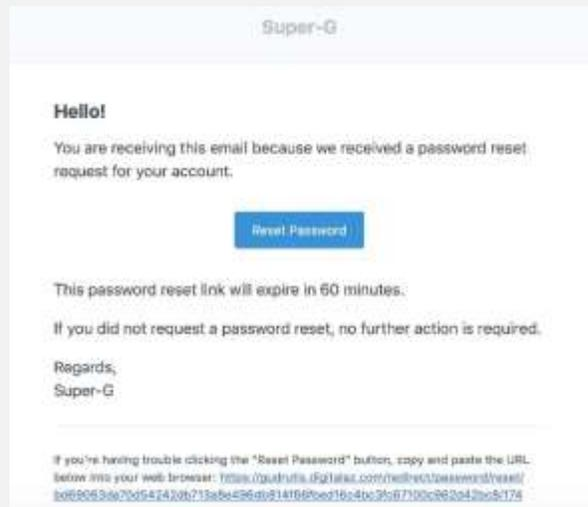 Super-G
Hello!
You are receiving this email because we received a password reset
request for your account.
Reset Password
This password reset link will expire in 60 minutes.
If you did not request a password reset, no further action is required.
Regards,
Super-G
If you're having trouble clicking the "Reset Password" button, copy and paste the URL
below into your web browser: